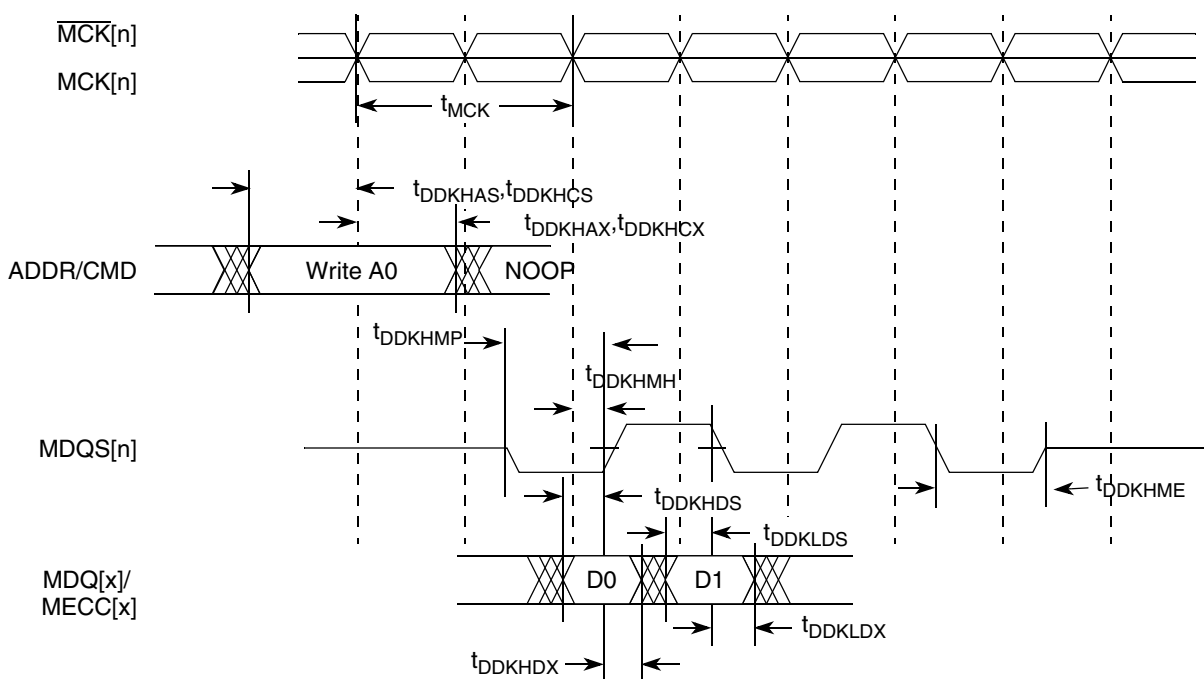 MCK[n]
MCK[n]
tMCK
tDDKHAS,tDDKHCS
tDDKHAX,tDDKHCX
ADDR/CMD
Write A0
NOOP
tDDKHMP
tDDKHMH
MDQS[n]
tDDKHME
tDDKHDS
tDDKLDS
MDQ[x]/
MECC[x]
D0
D1
tDDKLDX
tDDKHDX